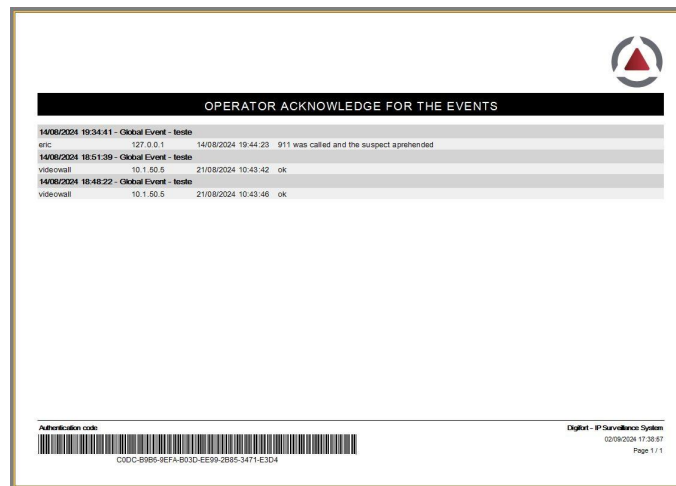 OPERATOR ACKNOWLEDGE FOR THE EVENTS
14/08/2024 19:34:41 - Global Event - teste
eric 127.0.0.1 14/08/2024 19:44:23 911 was called and the suspect aprehended
14/08/2024 18:51:39 - Global Event - teste
videowall 10.1.50.5 21/08/2024 10:43:42 ok
14/08/2024 18:48:22 - Global Event - teste
videowall 10.1.50.5 21/08/2024 10:43:46 ok
Authentication code
C0DC-B9B6-9EFA-B03D-EE99-2B85-3471-E3D4
Digifort - IP Surveillance System
02/09/2024 17:38:57
Page 1 / 1